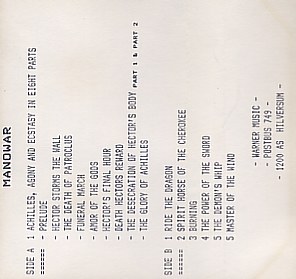 MANOWAR
SIDE A 1 ACHILLES, AGONY AND ECSTASY IN EIGHT PARTS
====== - PRELUDE
- HECTOR STORMS THE WALL
- THE DEATH OF PATROCLUS
- FUNERAL MARCH
- ANGR OF THE GODS
- HECTOR'S FINAL HOUR
DEATH HECTORS REWARD
- THE DESECRATION OF HECTOR'S BODY PART 1 & PART 2
- THE GLORY OF ACHILLES
SIDE B 1 RIDE THE DRAGON
====== 2 SPIRIT HORSE OF THE CHEROKEE
3 BURNING
4 THE POWER OF THE SWORD
5 THE DEMON'S WHIP
5 MASTER OF THE WIND
- WARNER MUSIC -
- POSTBUS 749 -
- 1200 AS HILVERSUM -